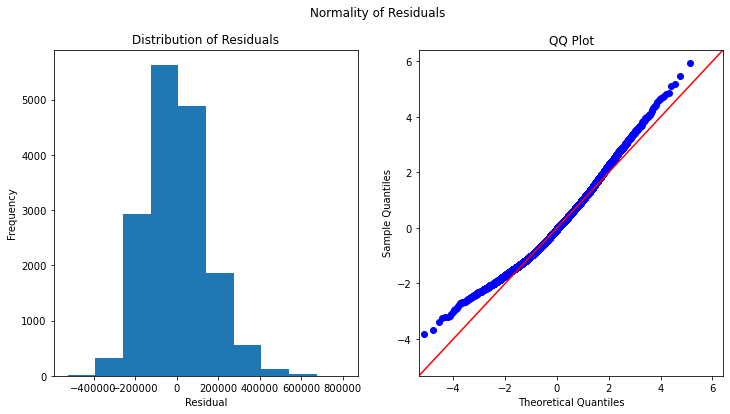 Normality of Residuals
Distribution of Residuals
5000
4000
3000
2000
1000
0
Frequency
−400000 −200000 0 200000 400000 600000 800000
Residual
QQ Plot
6
4
2
0
−2
−4
Sample Quantiles
−4 −2 0 2 4 6
Theoretical Quantiles